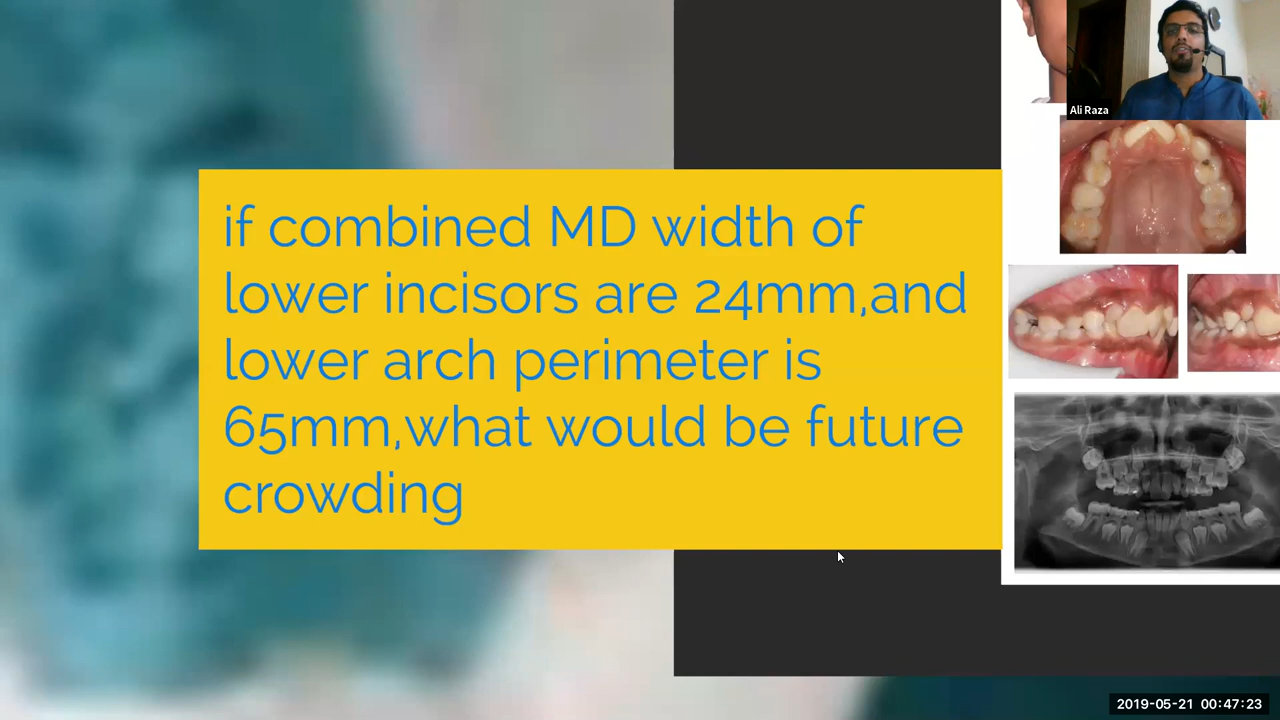 if combined MD width of
lower incisors are 24mm,and
lower arch perimeter is
65mm,what would be future
crowding
Ali Raza
2019-05-21 00:47:23